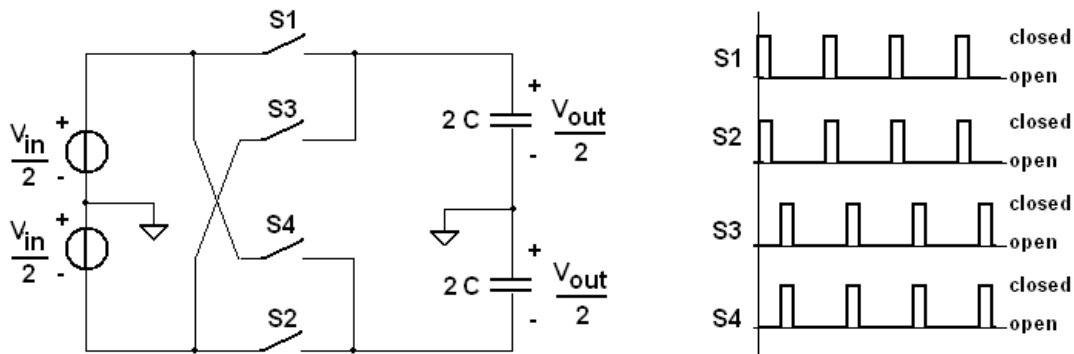 S1
S3
S4
S2
V_in/2
+
-
V_in/2
+
-
2 C
+
V_out/2
-
2 C
+
V_out/2
-
S1
closed
open
S2
closed
open
S3
closed
open
S4
closed
open